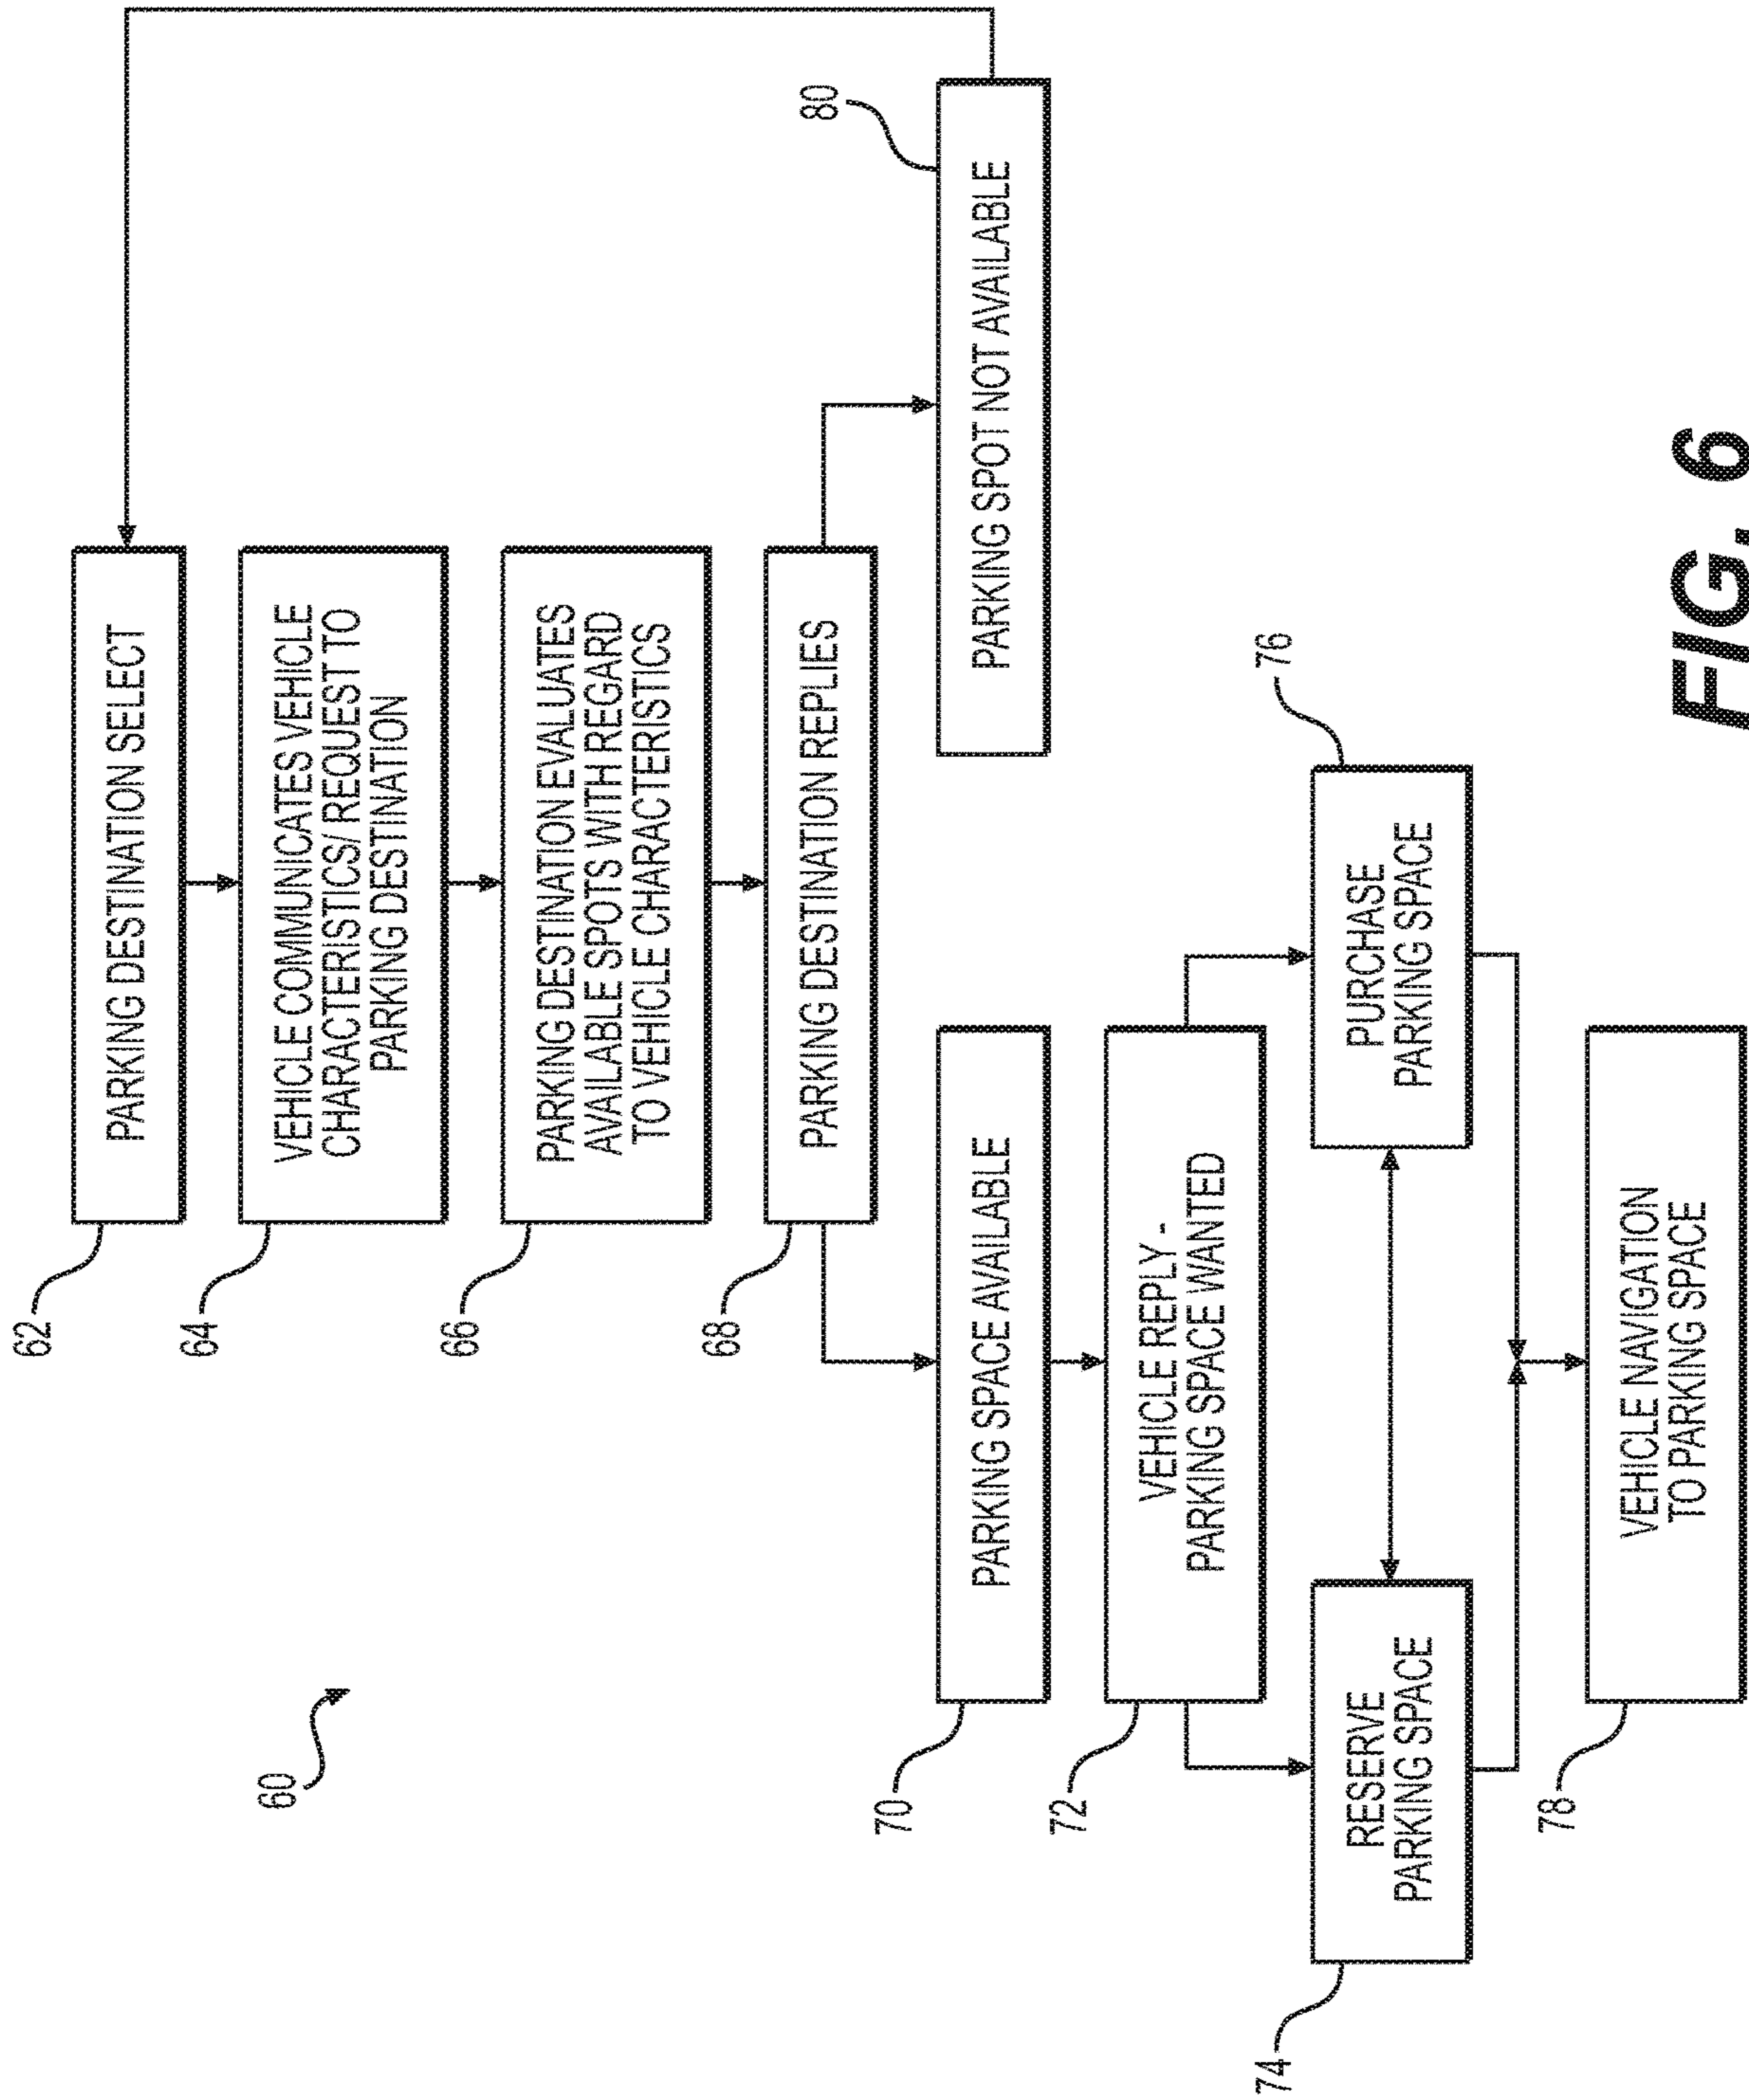 60
62
PARKING DESTINATION SELECT
64
VEHICLE COMMUNICATES VEHICLE
CHARACTERISTICS/ REQUEST TO
PARKING DESTINATION
66
PARKING DESTINATION EVALUATES
AVAILABLE SPOTS WITH REGARD
TO VEHICLE CHARACTERISTICS
68
PARKING DESTINATION REPLIES
70
PARKING SPACE AVAILABLE
80
PARKING SPOT NOT AVAILABLE
72
VEHICLE REPLY -
PARKING SPACE WANTED
74
RESERVE
PARKING SPACE
76
PURCHASE
PARKING SPACE
78
VEHICLE NAVIGATION
TO PARKING SPACE
FIG. 6